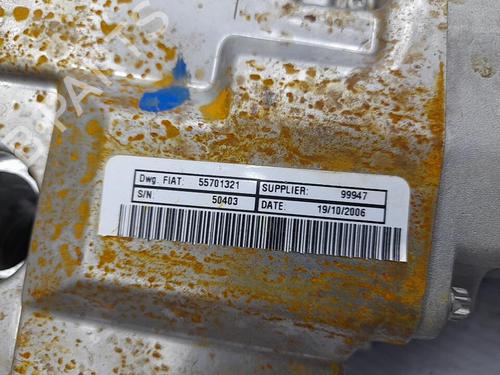 Dwg. FIAT: 55701321 SUPPLIER: 99947
S/N 50403 DATE: 19/10/2006